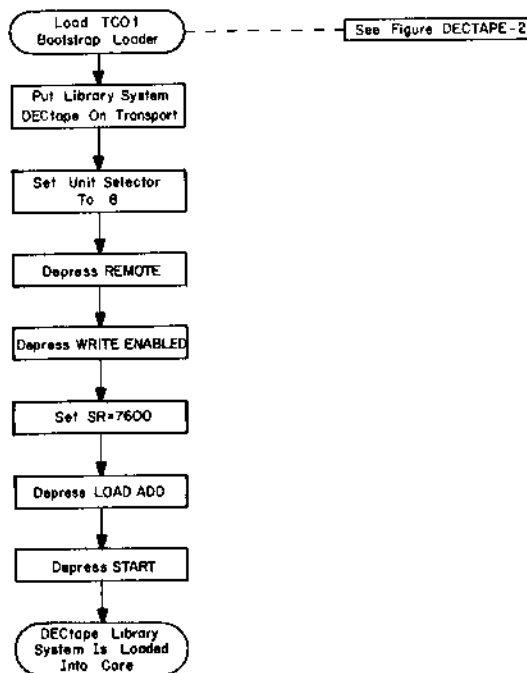 Load TC01
Bootstrap Loader
See Figure DECTAPE-2
Put Library System
DECtape On Transport
Set Unit Selector
To 8
Depress REMOTE
Depress WRITE ENABLED
Set SR=7600
Depress LOAD ADD
Depress START
DECtape Library
System Is Loaded
Into Core